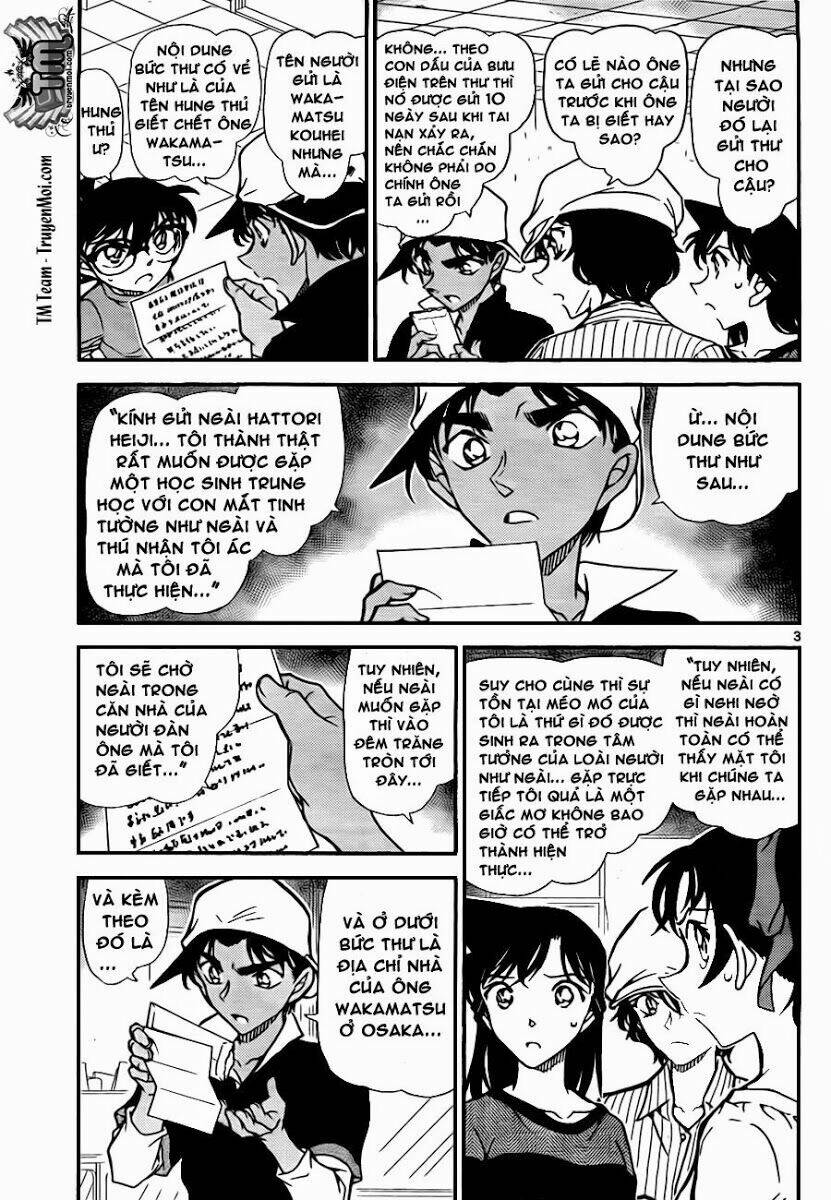 NHƯNG
TẠI SAO
NGƯỜI
ĐÓ LẠI
GỬI THƯ
CHO
CẬU?
CÓ LẼ NÀO ÔNG
TA GỬI CHO CẬU
TRƯỚC KHI ÔNG
TA BỊ GIẾT HAY
SAO?
KHÔNG... THEO
CON DẤU CỦA BƯU
ĐIỆN TRÊN THƯ THÌ
NÓ ĐƯỢC GỬI 10
NGÀY SAU KHI TAI
NẠN XẢY RA,
NÊN CHẮC CHẮN
KHÔNG PHẢI DO
CHÍNH ÔNG
TA GỬI RỒI
...
TÊN NGƯỜI
GỬI LÀ
WAKA-
MATSU
KOUHEI
NHƯNG
MÀ...
NỘI DUNG
BỨC THƯ CÓ VẺ
NHƯ LÀ CỦA
TÊN HUNG THỦ
GIẾT CHẾT ÔNG
WAKAMA-
TSU...
HUNG
THỦ
Ư?
TM
truyenmoi.com
TM Team - TruyenMoi.com
Ừ... NỘI
DUNG BỨC
THƯ NHƯ
SAU...
"KÍNH GỬI NGÀI HATTORI
HEIJI... TÔI THÀNH THẬT
RẤT MUỐN ĐƯỢC GẶP
MỘT HỌC SINH TRUNG
HỌC VỚI CON MẮT TINH
TƯỜNG NHƯ NGÀI VÀ
THÚ NHẬN TỘI ÁC
MÀ TÔI ĐÃ
THỰC HIỆN..."
3
"TUY NHIÊN,
NẾU NGÀI CÓ
GÌ NGHI NGỜ
THÌ NGÀI HOÀN
TOÀN CÓ THỂ
THẤY MẶT TÔI
KHI CHÚNG TA
GẶP NHAU...
SUY CHO CÙNG THÌ SỰ
TỒN TẠI MÉO MÓ CỦA
TÔI LÀ THỨ GÌ ĐÓ ĐƯỢC
SINH RA TRONG TÂM
TƯỞNG CỦA LOÀI NGƯỜI
NHƯ NGÀI... GẶP TRỰC
TIẾP TÔI QUẢ LÀ MỘT
GIẤC MƠ KHÔNG BAO
GIỜ CÓ THỂ TRỞ
THÀNH HIỆN
THỰC...
TUY NHIÊN,
NẾU NGÀI
MUỐN GẶP
THÌ VÀO
ĐÊM TRĂNG
TRÒN TỚI
ĐÂY...
TÔI SẼ CHỜ
NGÀI TRONG
CĂN NHÀ CỦA
NGƯỜI ĐÀN
ÔNG MÀ TÔI
ĐÃ GIẾT..."
VÀ Ở DƯỚI
BỨC THƯ LÀ
ĐỊA CHỈ NHÀ
CỦA ÔNG
WAKAMATSU
Ở OSAKA...
VÀ KÈM
THEO
ĐÓ LÀ
...